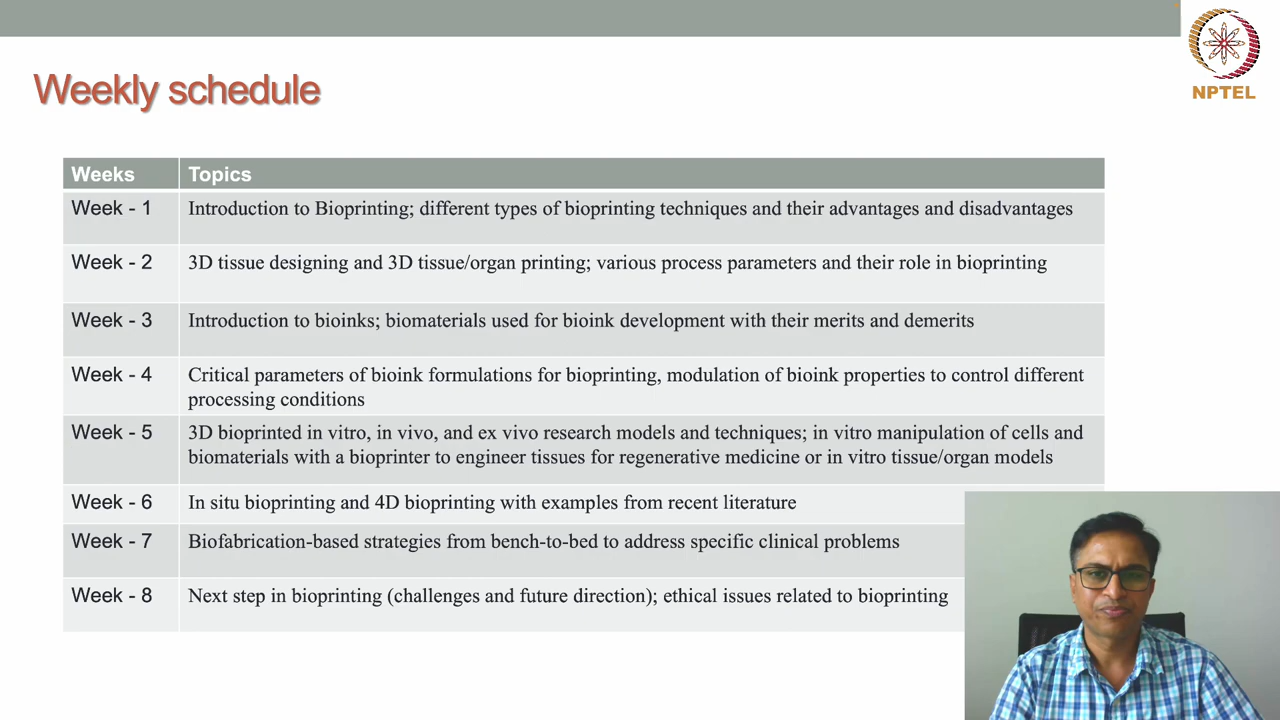 NPTEL
Weekly schedule
Weeks Topics
Week - 1 Introduction to Bioprinting; different types of bioprinting techniques and their advantages and disadvantages
Week - 2 3D tissue designing and 3D tissue/organ printing; various process parameters and their role in bioprinting
Week - 3 Introduction to bioinks; biomaterials used for bioink development with their merits and demerits
Week - 4 Critical parameters of bioink formulations for bioprinting, modulation of bioink properties to control different
processing conditions
Week - 5 3D bioprinted in vitro, in vivo, and ex vivo research models and techniques; in vitro manipulation of cells and
biomaterials with a bioprinter to engineer tissues for regenerative medicine or in vitro tissue/organ models
Week - 6 In situ bioprinting and 4D bioprinting with examples from recent literature
Week - 7 Biofabrication-based strategies from bench-to-bed to address specific clinical problems
Week - 8 Next step in bioprinting (challenges and future direction); ethical issues related to bioprinting